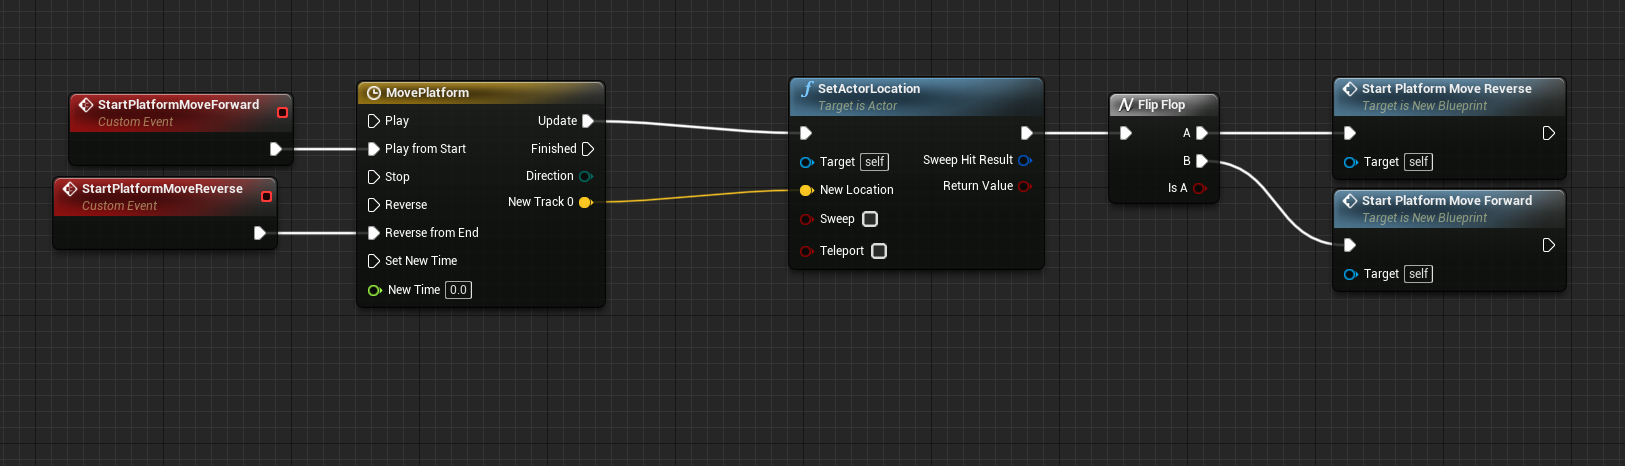 StartPlatformMoveForward
Custom Event
StartPlatformMoveReverse
Custom Event
MovePlatform
Play
Update
Play from Start
Finished
Stop
Direction
Reverse
New Track 0
Reverse from End
Set New Time
New Time 0.0
SetActorLocation
Target is Actor
Target self
Sweep Hit Result
New Location
Return Value
Sweep
Teleport
Flip Flop
A
B
Is A
Start Platform Move Reverse
Target is New Blueprint
Target self
Start Platform Move Forward
Target is New Blueprint
Target self